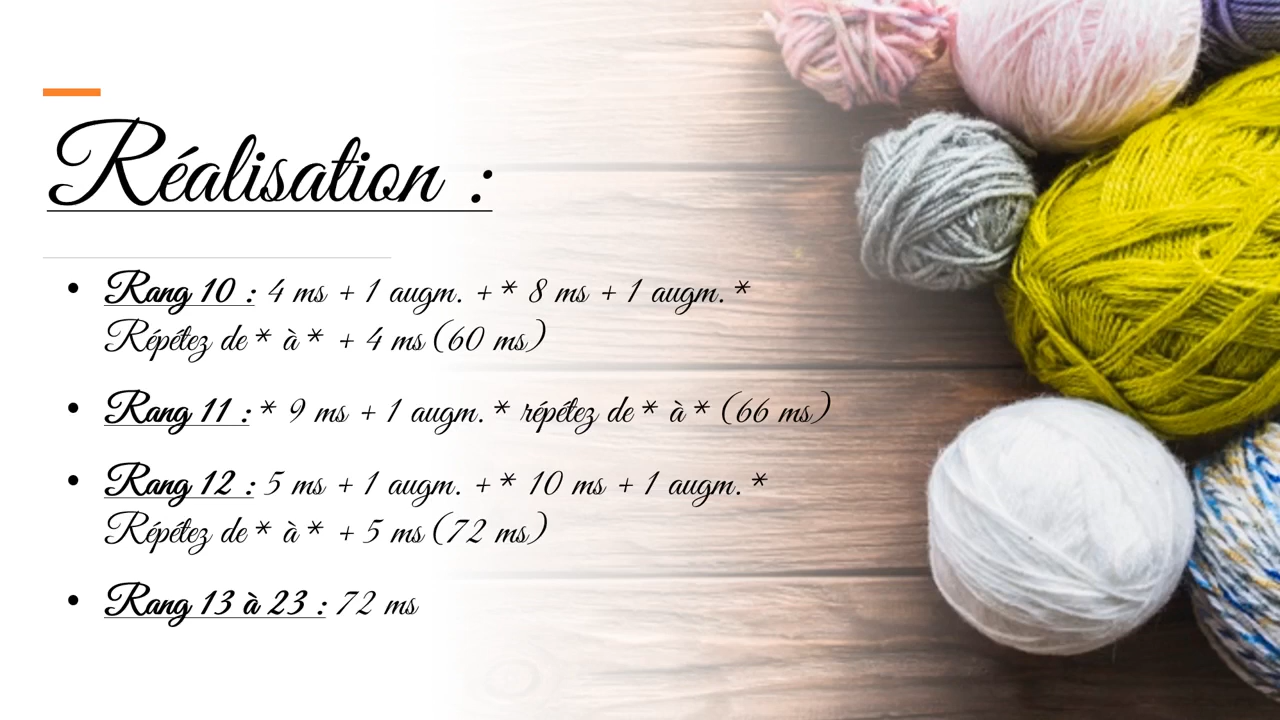 Réalisation :
• Rang 10 : 4 ms + 1 augm. + * 8 ms + 1 augm. *
Répétez de * à * + 4 ms (60 ms)
• Rang 11 : * 9 ms + 1 augm. * répétez de * à * (66 ms)
• Rang 12 : 5 ms + 1 augm. + * 10 ms + 1 augm. *
Répétez de * à * + 5 ms (72 ms)
• Rang 13 à 23 : 72 ms